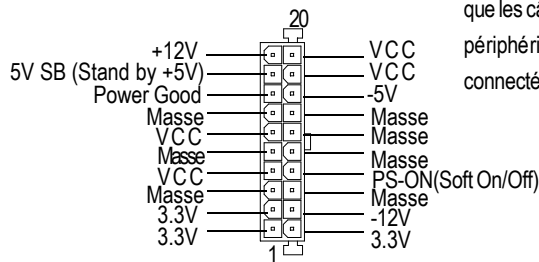 20
que les câ
périphéri
connecté
+12V
5V SB (Stand by +5V)
Power Good
Masse
VCC
Masse
VCC
Masse
3.3V
3.3V
VCC
VCC
-5V
Masse
Masse
Masse
PS-ON(Soft On/Off)
Masse
-12V
3.3V
1